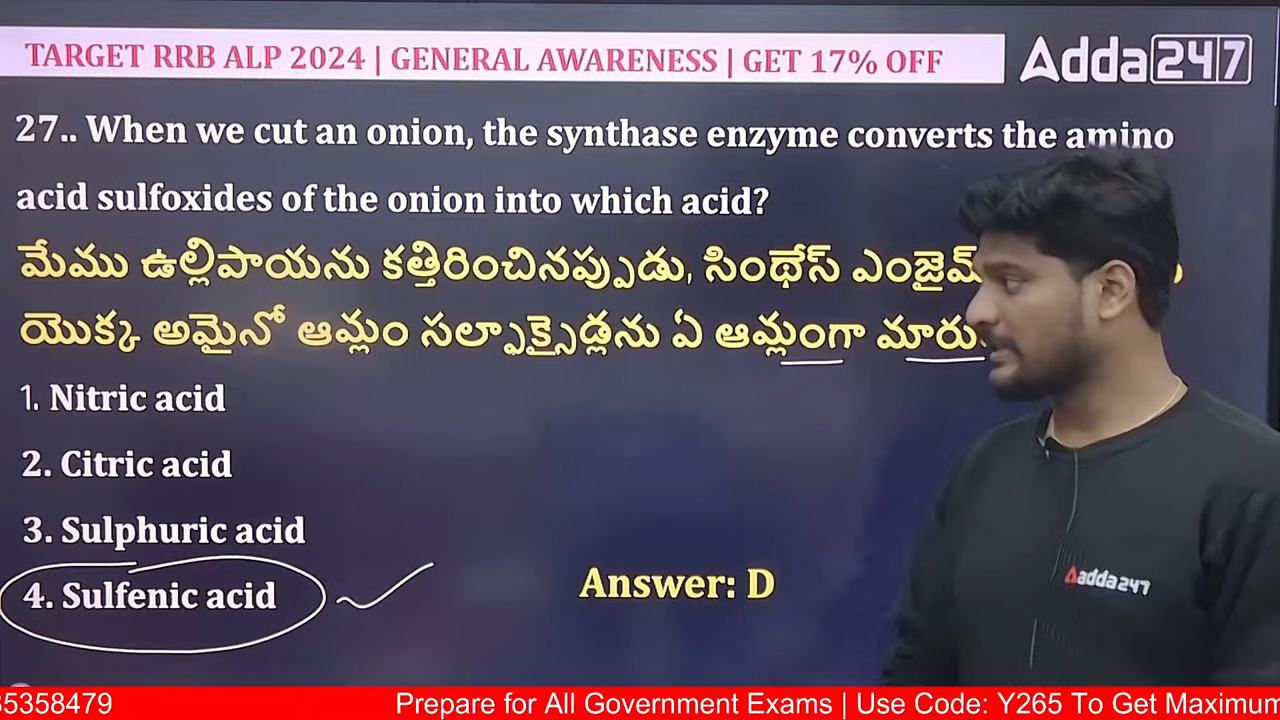 TARGET RRB ALP 2024 | GENERAL AWARENESS | GET 17% OFF
Adda247
27.. When we cut an onion, the synthase enzyme converts the amino
acid sulfoxides of the onion into which acid?
మేము ఉల్లిపాయను కత్తిరించినప్పుడు, సింథేస్ ఎంజైమ్
యొక్క అమైనో ఆమ్లం సల్ఫాక్సైడ్లను ఏ ఆమ్లంగా మారు
1. Nitric acid
2. Citric acid
3. Sulphuric acid
4. Sulfenic acid
Answer: D
adda247
35358479 Prepare for All Government Exams | Use Code: Y265 To Get Maximum